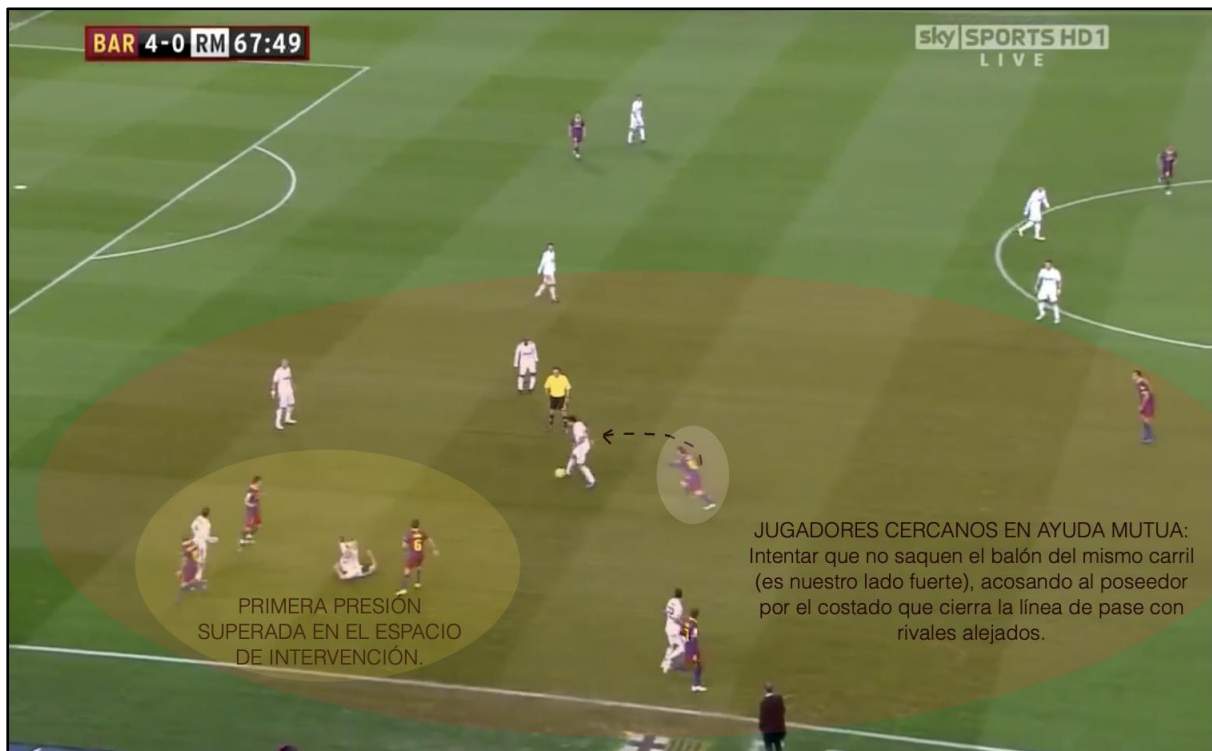 BAR 4-0 RM 67:49
sky SPORTS HD1
LIVE
6
JUGADORES CERCANOS EN AYUDA MUTUA:
Intentar que no saquen el balón del mismo carril
(es nuestro lado fuerte), acosando al poseedor
por el costado que cierra la línea de pase con
rivales alejados.
PRIMERA PRESIÓN
SUPERADA EN EL ESPACIO
DE INTERVENCIÓN.